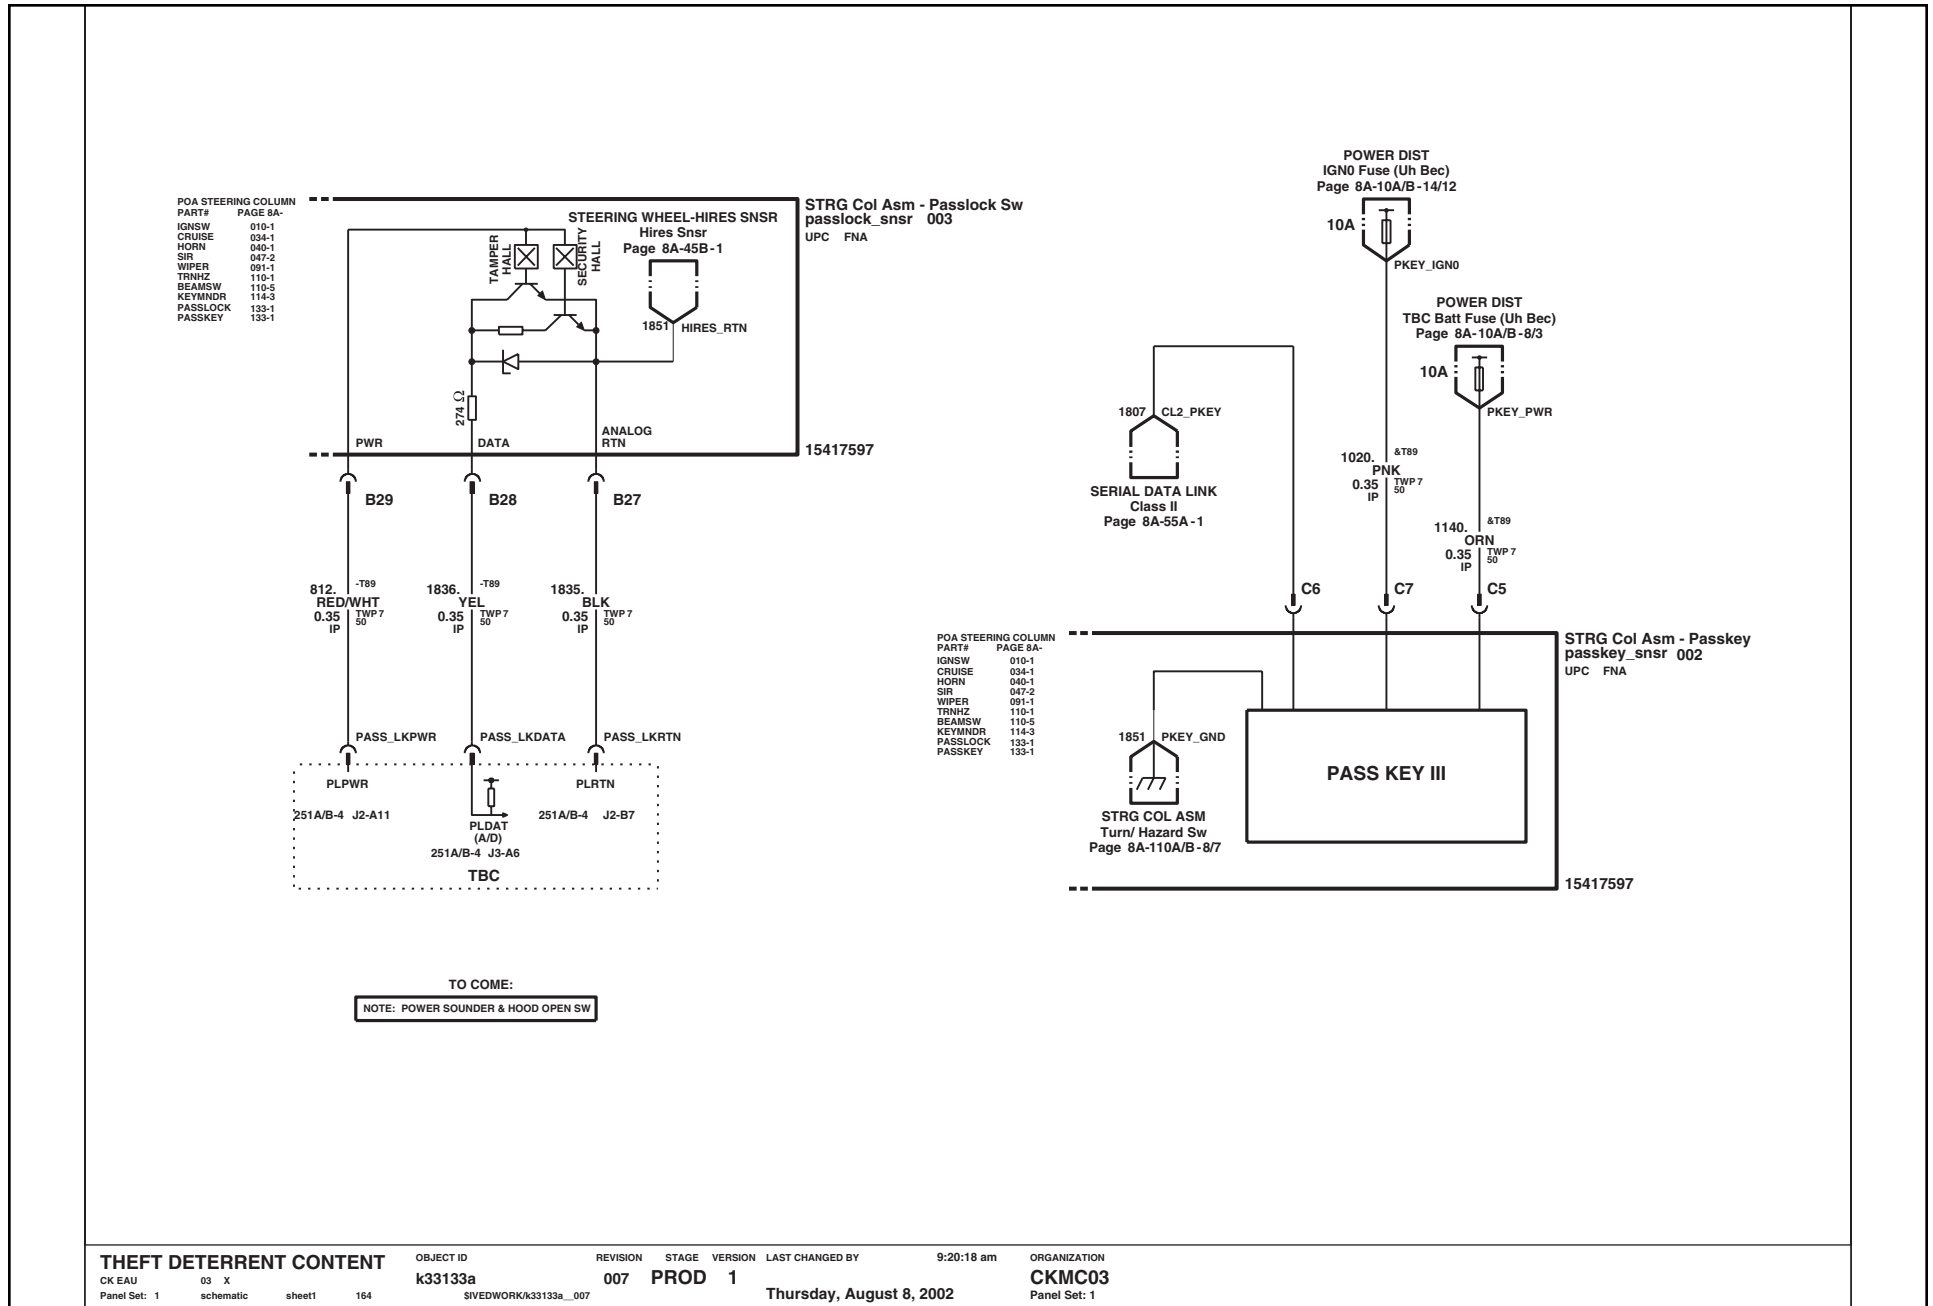 POA STEERING COLUMN
PART# PAGE 8A-
IGNSW 010-1
CRUISE 034-1
HORN 040-1
SIR 047-2
WIPER 091-1
TRNHZ 110-1
BEAMSW 110-5
KEYMNDR 114-3
PASSLOCK 133-1
PASSKEY 133-1
STEERING WHEEL-HIRES SNSR
Hires Snsr
Page 8A-45B-1
TAMPER
HALL
SECURITY
HALL
1851 HIRES_RTN
274 Ω
PWR
DATA
ANALOG
RTN
STRG Col Asm - Passlock Sw
passlock_snsr 003
UPC FNA
15417597
B29
B28
B27
812. -T89
RED/WHT
0.35 TWP 7
IP 50
1836. -T89
YEL
0.35 TWP 7
IP 50
1835.
BLK
0.35 TWP 7
IP 50
PASS_LKPWR
PASS_LKDATA
PASS_LKRTN
PLPWR
251A/B-4 J2-A11
PLDAT
(A/D)
251A/B-4 J3-A6
PLRTN
251A/B-4 J2-B7
TBC
TO COME:
NOTE: POWER SOUNDER & HOOD OPEN SW
POWER DIST
IGN0 Fuse (Uh Bec)
Page 8A-10A/B-14/12
10A
PKEY_IGN0
POWER DIST
TBC Batt Fuse (Uh Bec)
Page 8A-10A/B-8/3
10A
PKEY_PWR
1807 CL2_PKEY
SERIAL DATA LINK
Class II
Page 8A-55A-1
1020. &T89
PNK
0.35 TWP 7
IP 50
1140. &T89
ORN
0.35 TWP 7
IP 50
C6
C7
C5
POA STEERING COLUMN
PART# PAGE 8A-
IGNSW 010-1
CRUISE 034-1
HORN 040-1
SIR 047-2
WIPER 091-1
TRNHZ 110-1
BEAMSW 110-5
KEYMNDR 114-3
PASSLOCK 133-1
PASSKEY 133-1
STRG Col Asm - Passkey
passkey_snsr 002
UPC FNA
1851 PKEY_GND
STRG COL ASM
Turn/ Hazard Sw
Page 8A-110A/B-8/7
PASS KEY III
15417597
THEFT DETERRENT CONTENT
CK EAU 03 X
Panel Set: 1 schematic sheet1 164
OBJECT ID
k33133a
$IVEDWORK/k33133a__007
REVISION STAGE VERSION LAST CHANGED BY 9:20:18 am
007 PROD 1
Thursday, August 8, 2002
ORGANIZATION
CKMC03
Panel Set: 1